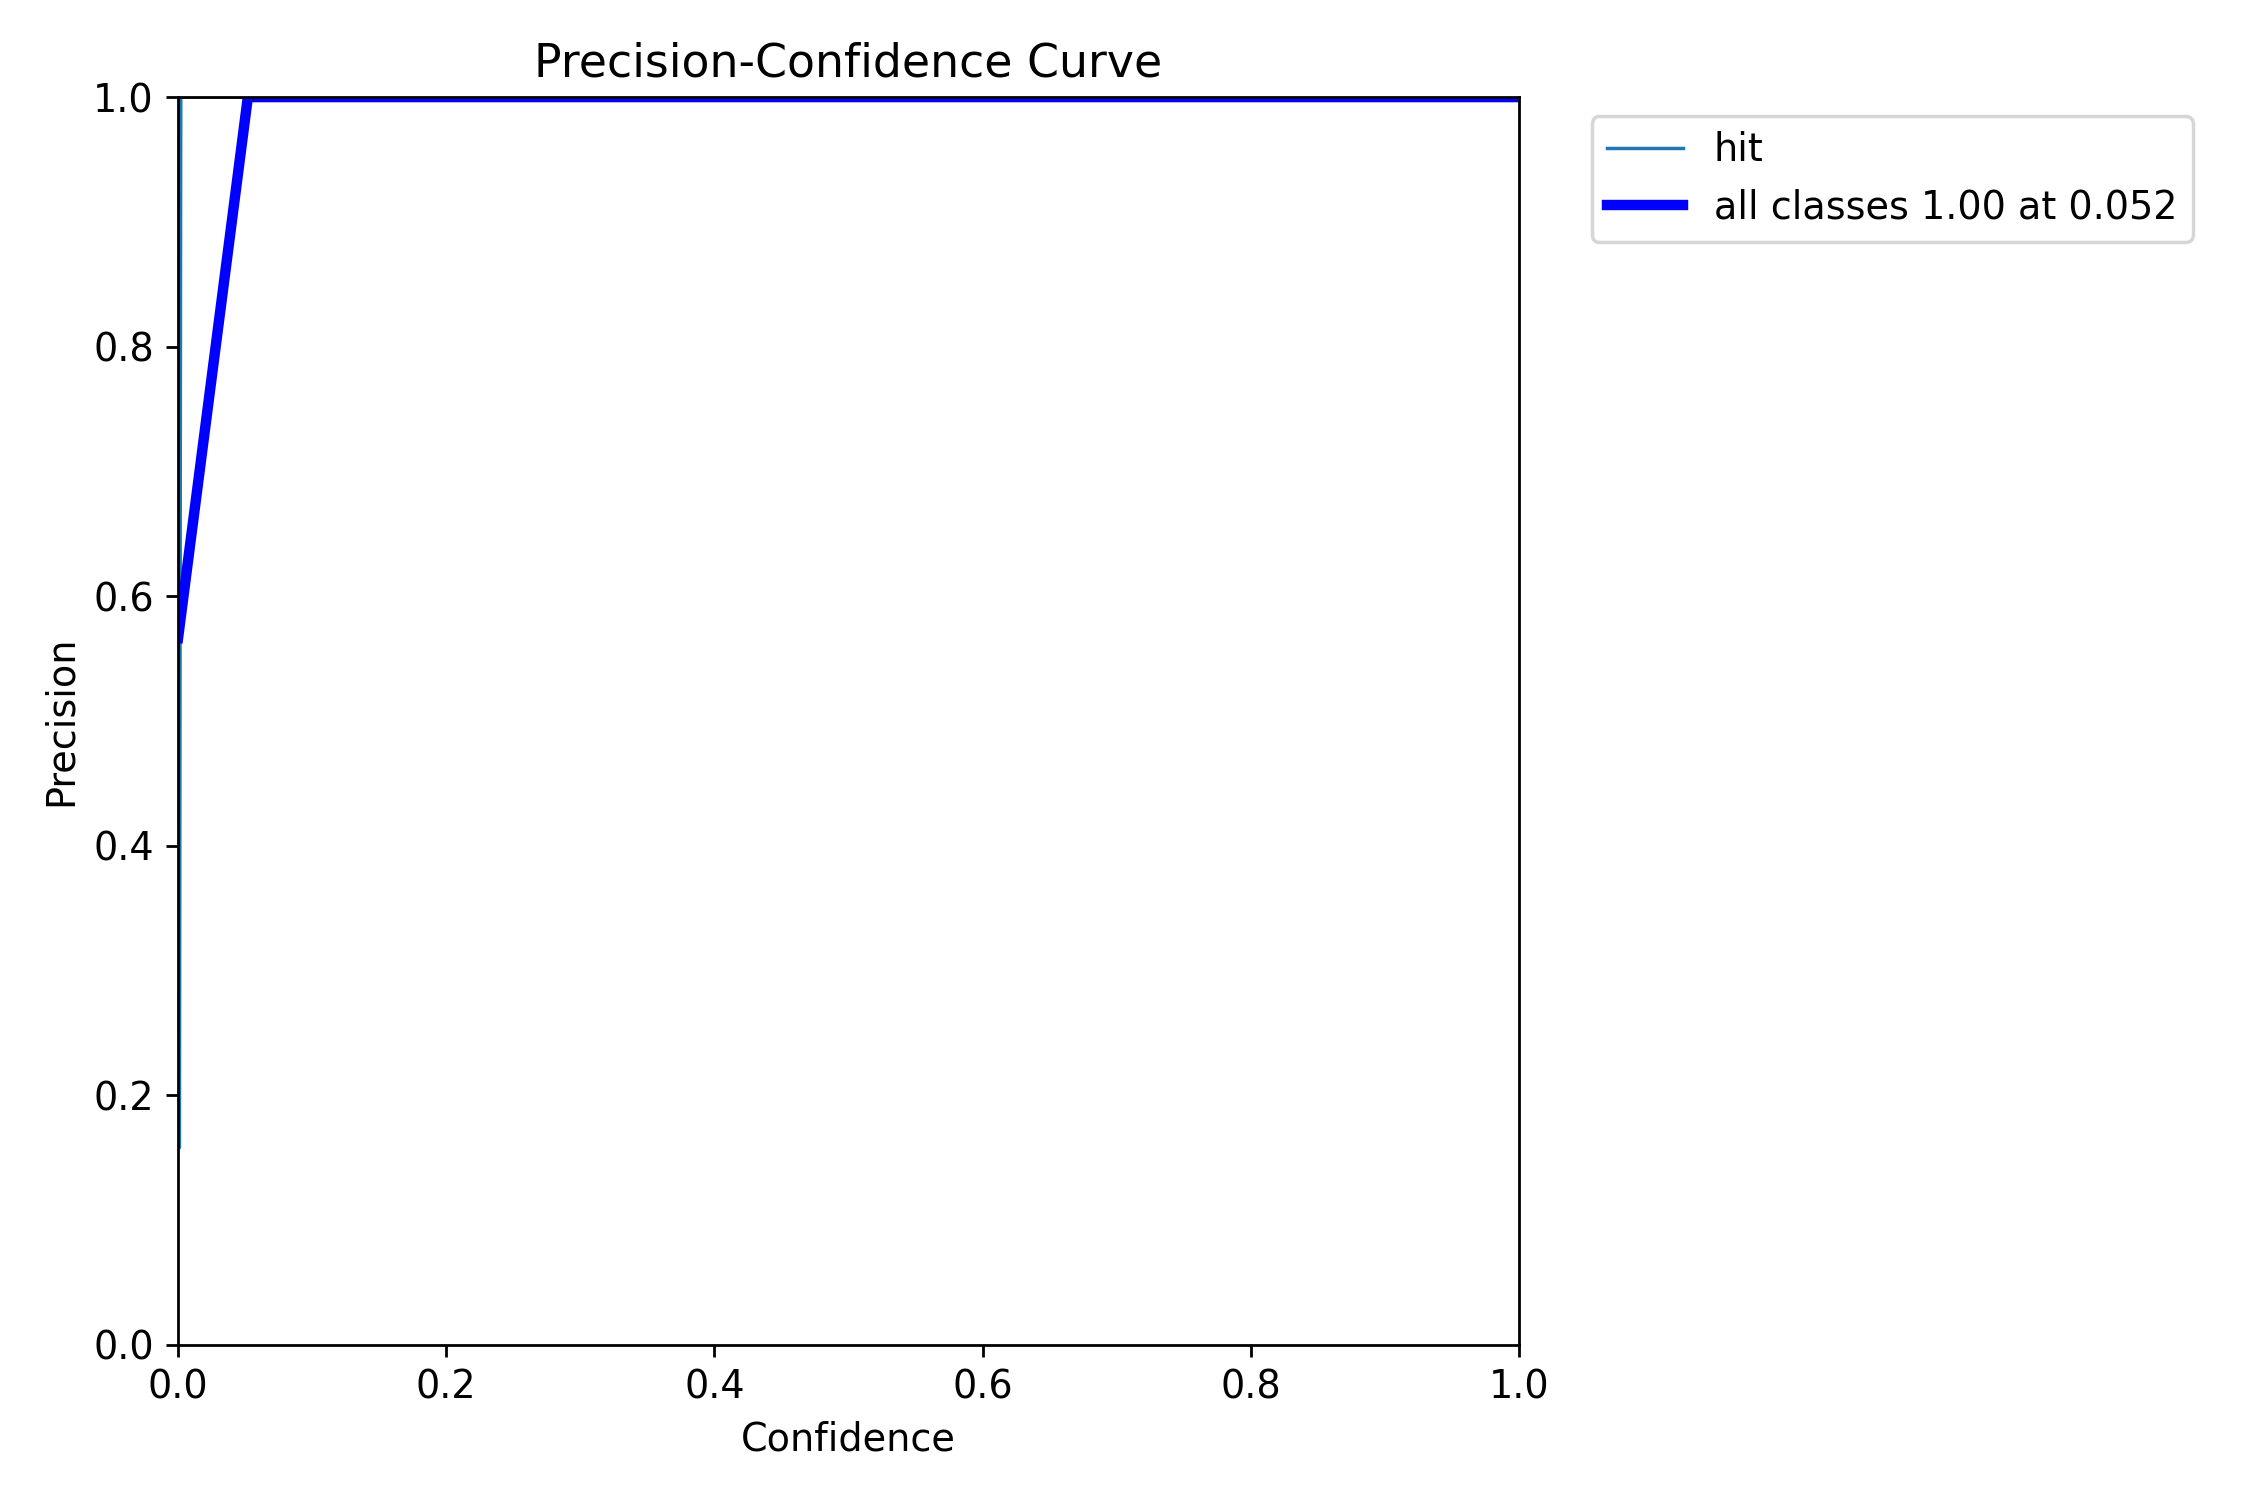 Precision-Confidence Curve
1.0
0.8
0.6
0.4
0.2
0.0
Precision
0.0 0.2 0.4 0.6 0.8 1.0
Confidence
hit
all classes 1.00 at 0.052